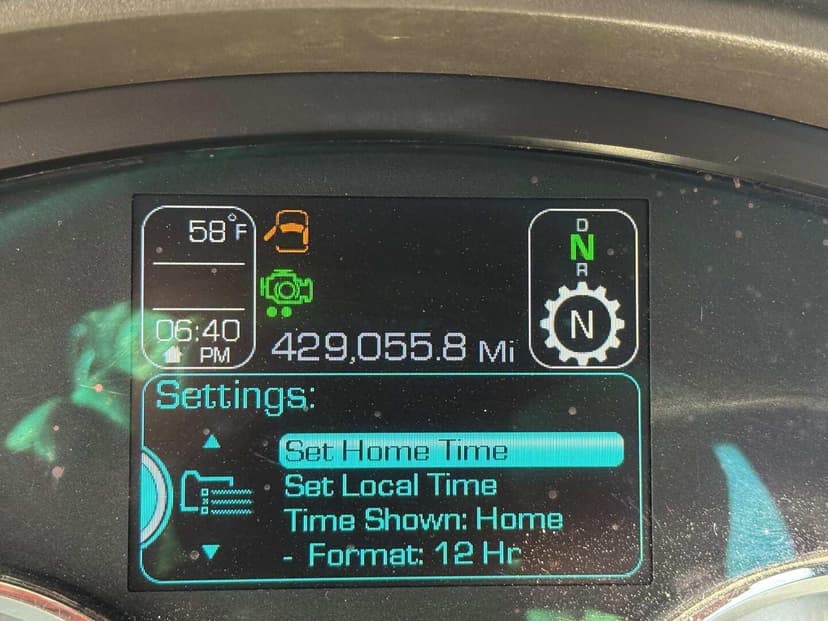 58°F
06:40
PM
429,055.8 Mi
D
N
R
N
Settings:
Set Home Time
Set Local Time
Time Shown: Home
- Format: 12 Hr